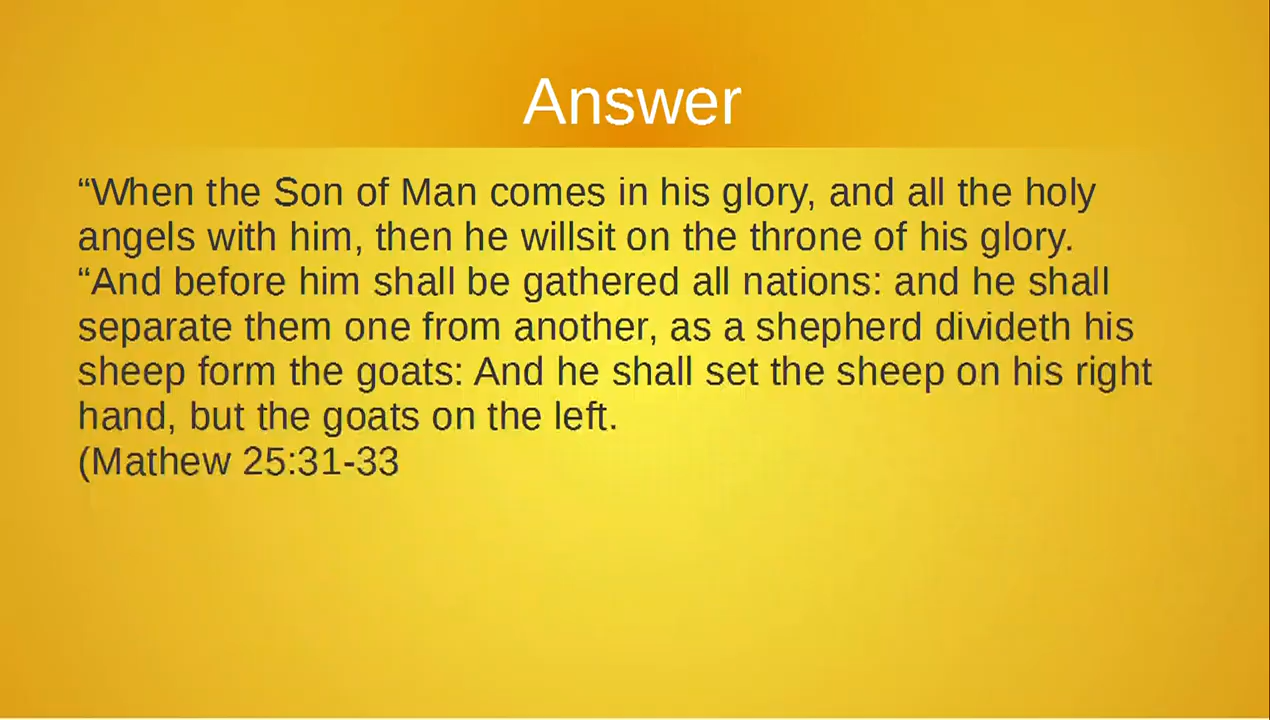 Answer
“When the Son of Man comes in his glory, and all the holy
angels with him, then he willsit on the throne of his glory.
“And before him shall be gathered all nations: and he shall
separate them one from another, as a shepherd divideth his
sheep form the goats: And he shall set the sheep on his right
hand, but the goats on the left.
(Mathew 25:31-33